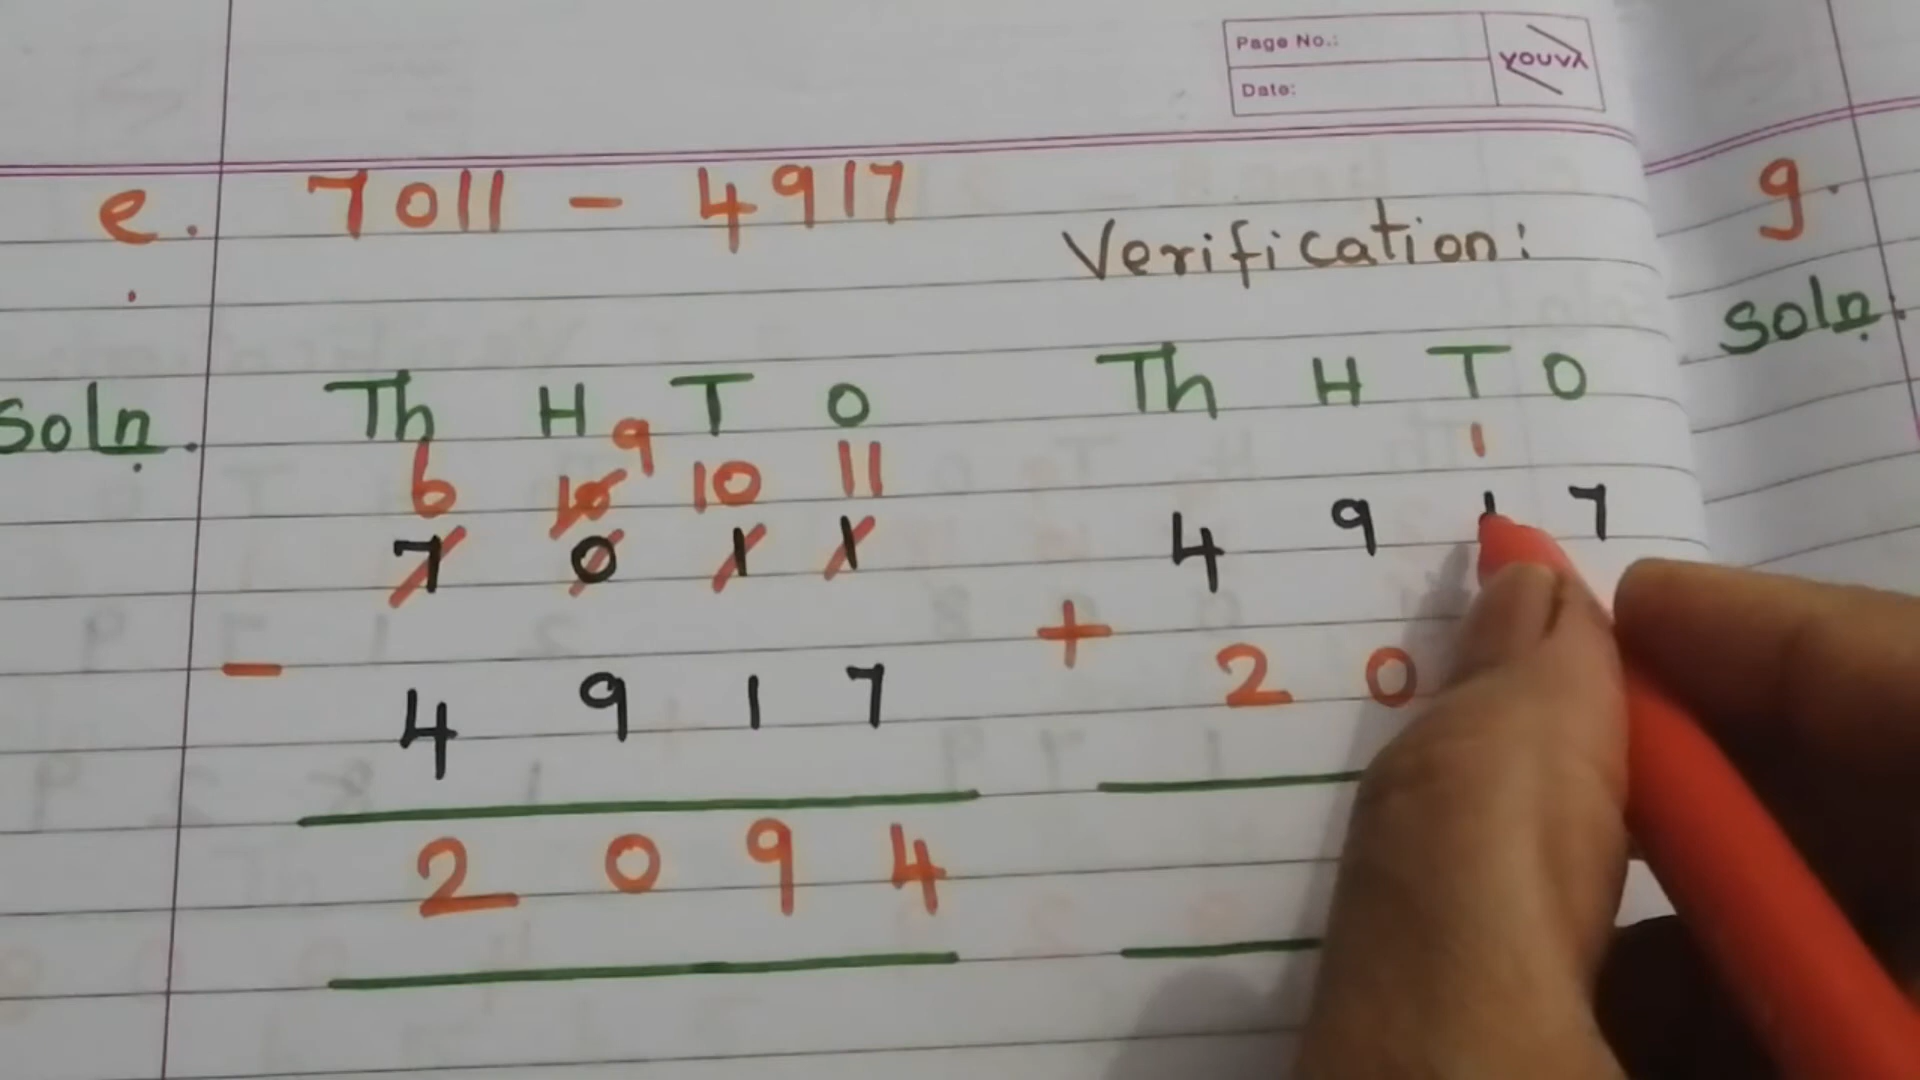 Page No.:
Date:
YOUVA
e. 7011 - 4917
g.
Verification:
Soln.
Soln.
Th H T O
Th H T O
6 10 9 10 11
1
7 0 1 1
4 9 1 7
- 4 9 1 7
+ 2 0
2 0 9 4